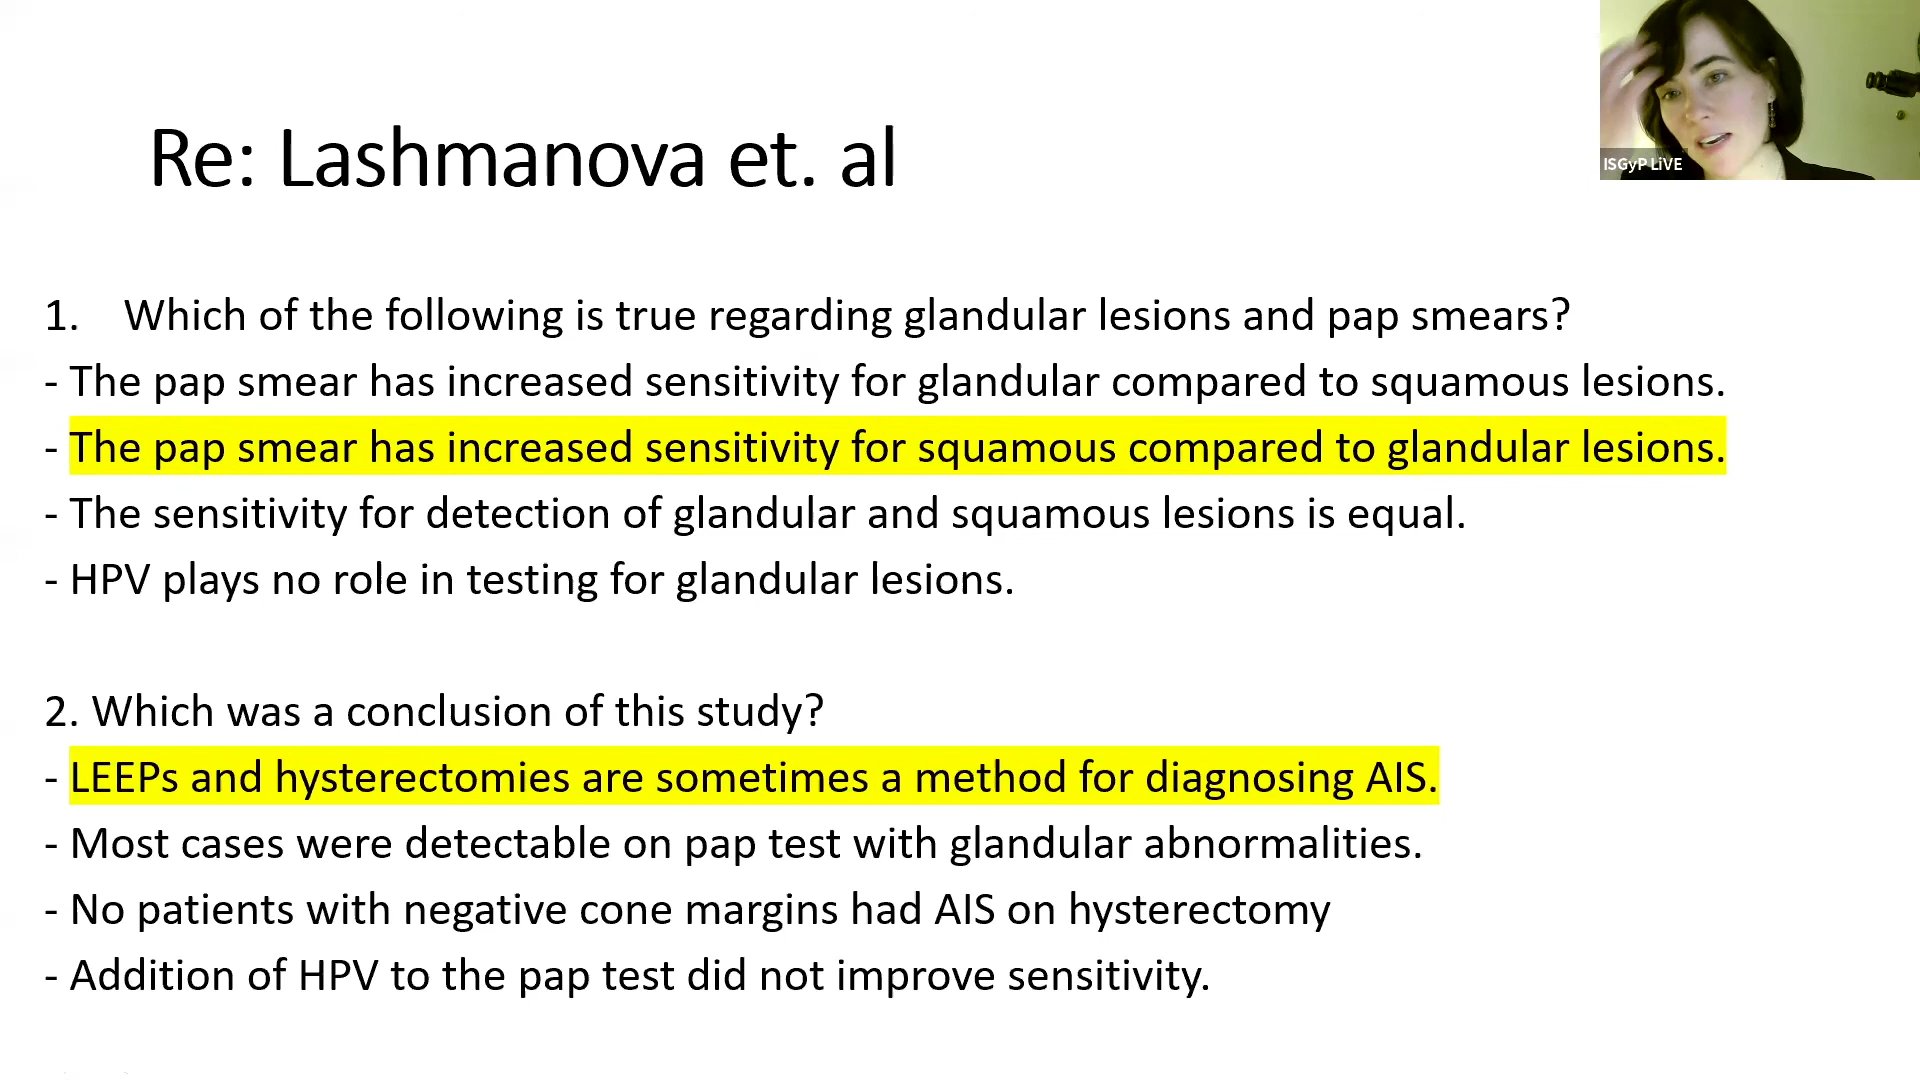 ISGyP LiVE
Re: Lashmanova et. al
1. Which of the following is true regarding glandular lesions and pap smears?
- The pap smear has increased sensitivity for glandular compared to squamous lesions.
- The pap smear has increased sensitivity for squamous compared to glandular lesions.
- The sensitivity for detection of glandular and squamous lesions is equal.
- HPV plays no role in testing for glandular lesions.
2. Which was a conclusion of this study?
- LEEPs and hysterectomies are sometimes a method for diagnosing AIS.
- Most cases were detectable on pap test with glandular abnormalities.
- No patients with negative cone margins had AIS on hysterectomy
- Addition of HPV to the pap test did not improve sensitivity.